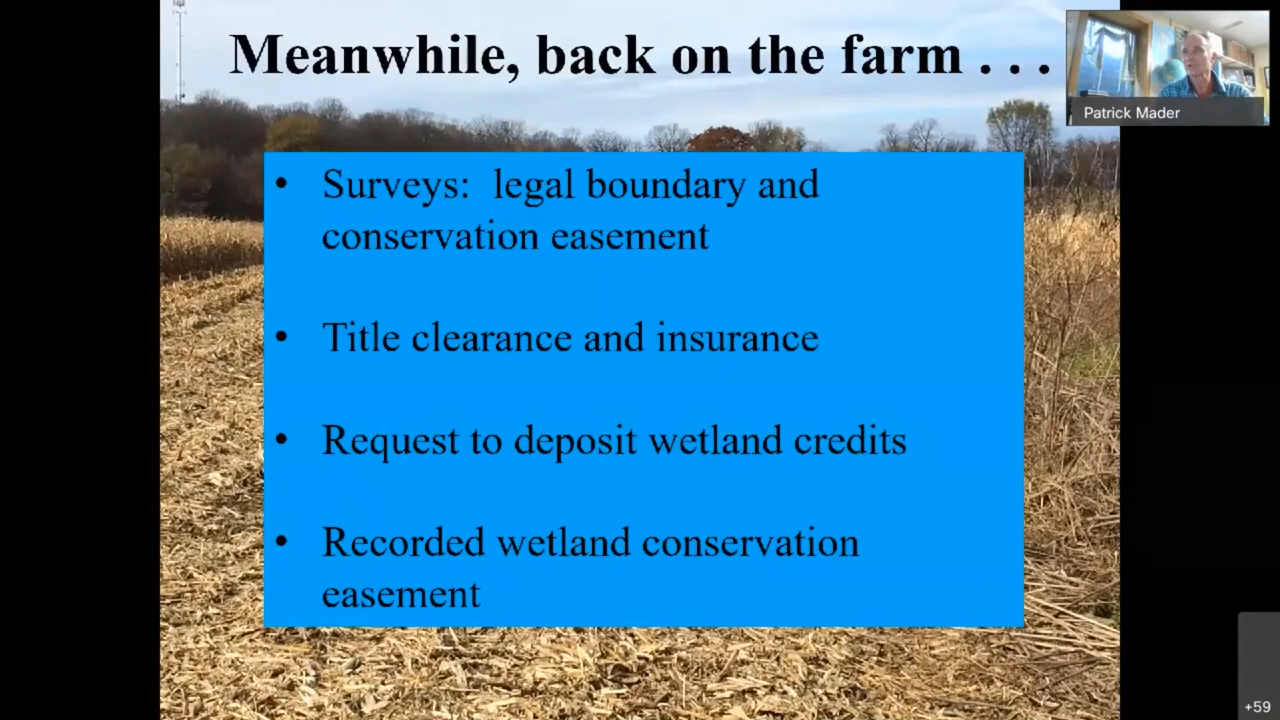 Meanwhile, back on the farm . . .
Patrick Mader
• Surveys: legal boundary and
conservation easement
• Title clearance and insurance
• Request to deposit wetland credits
• Recorded wetland conservation
easement
+59